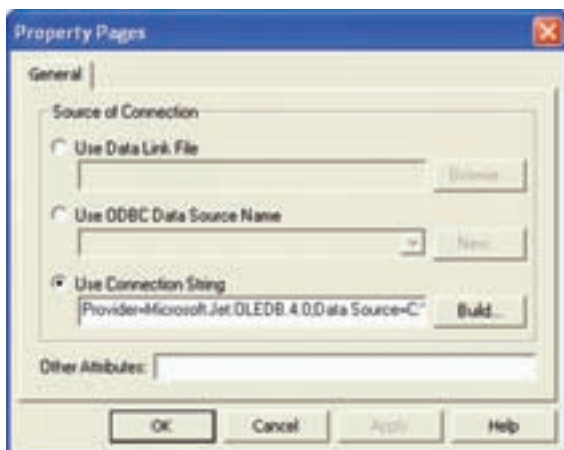 Property Pages
General
Source of Connection
Use Data Link File
Browse...
Use ODBC Data Source Name
New...
Use Connection String
Provider=Microsoft.Jet.OLEDB.4.0;Data Source=C:\
Build...
Other Attributes:
OK
Cancel
Apply
Help